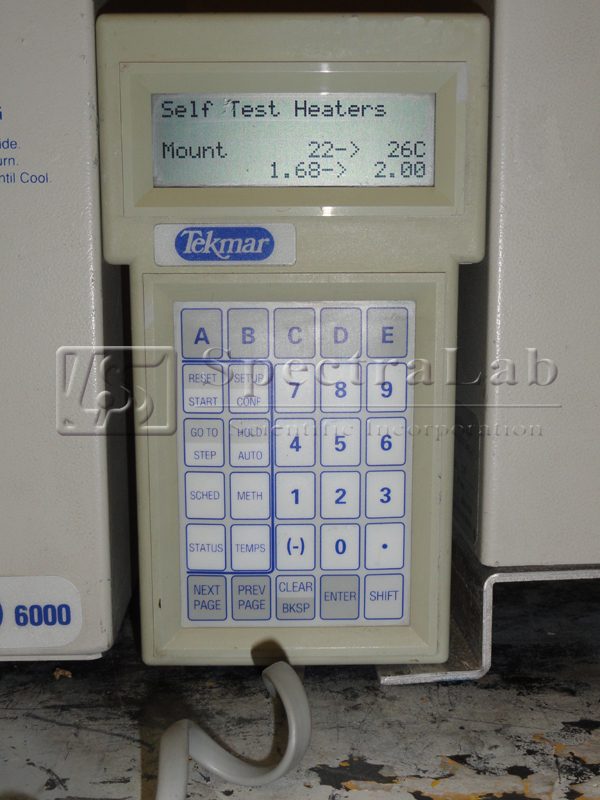 Self Test Heaters
Mount 22-> 26C
1.68-> 2.00
ide.
urn.
ntil Cool.
Tekmar
A B C D E
RESET START SETUP CONF 7 8 9
GO TO STEP HOLD AUTO 4 5 6
SCHED METH 1 2 3
STATUS TEMPS (-) 0 .
NEXT PAGE PREV PAGE CLEAR BKSP ENTER SHIFT
6000
SpectraLab
Scientific Incorporation